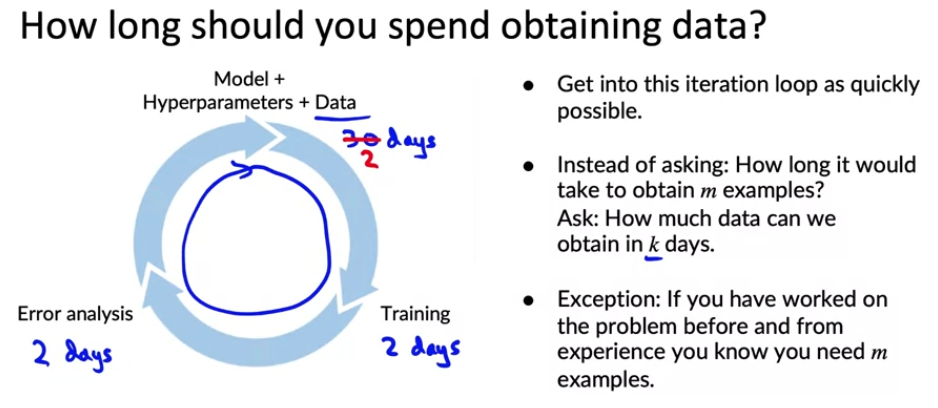 How long should you spend obtaining data?
Model +
Hyperparameters + Data
30 days
2
Error analysis
2 days
Training
2 days
• Get into this iteration loop as quickly
possible.
• Instead of asking: How long it would
take to obtain m examples?
Ask: How much data can we
obtain in k days.
• Exception: If you have worked on
the problem before and from
experience you know you need m
examples.